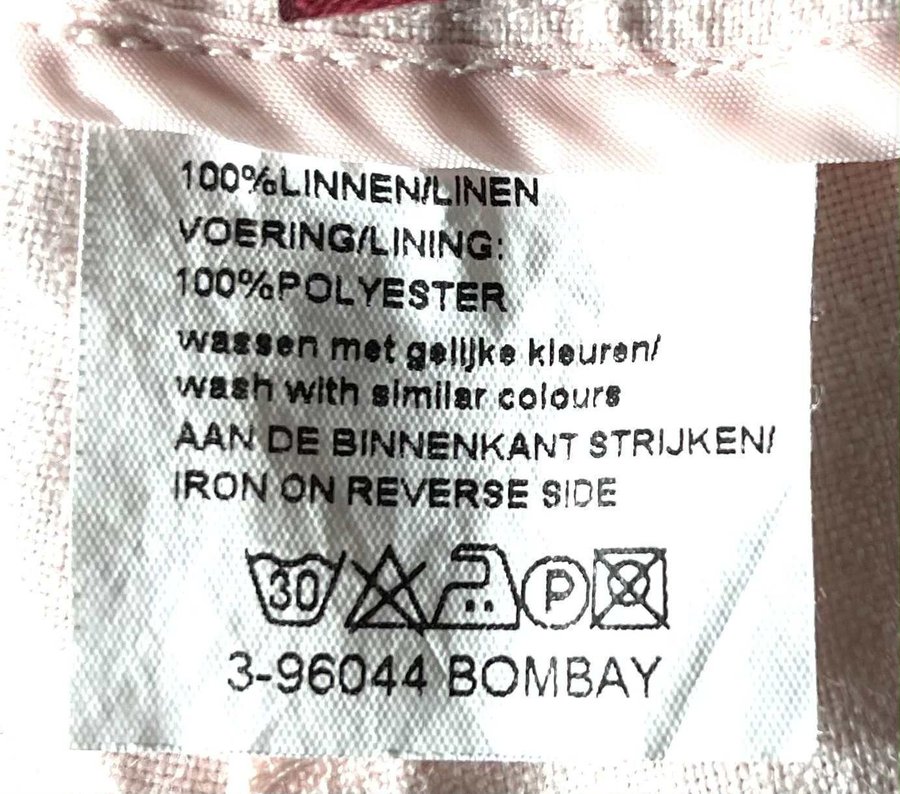 100%LINNEN/LINEN
VOERING/LINING:
100%POLYESTER
wassen met gelijke kleuren/
wash with similar colours
AAN DE BINNENKANT STRIJKEN/
IRON ON REVERSE SIDE
30 P
3-96044 BOMBAY